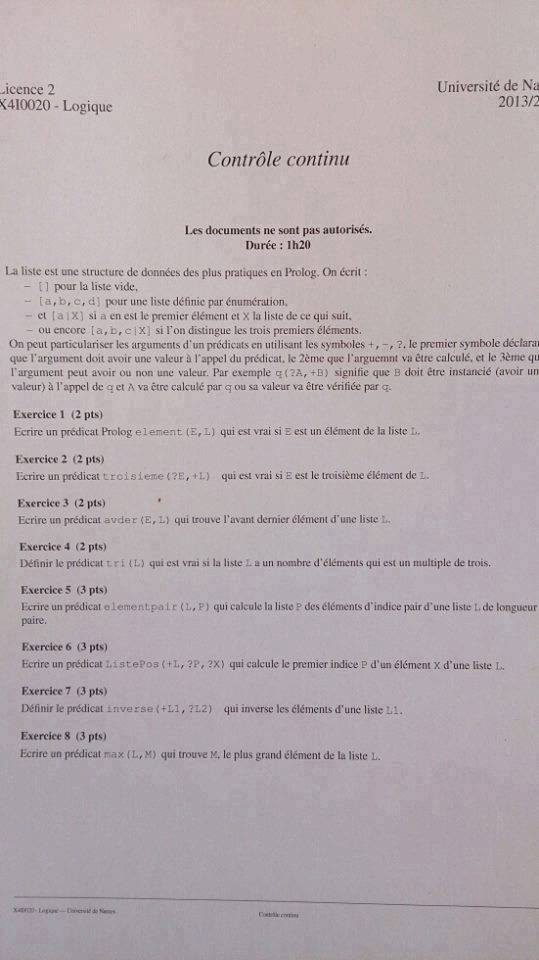 Licence 2
X4I0020 - Logique
Université de Na
2013/2
Contrôle continu
Les documents ne sont pas autorisés.
Durée : 1h20
La liste est une structure de données des plus pratiques en Prolog. On écrit :
– [] pour la liste vide,
– [a,b,c,d] pour une liste définie par énumération,
– et [a|X] si a en est le premier élément et X la liste de ce qui suit,
– ou encore [a,b,c|X] si l'on distingue les trois premiers éléments.
On peut particulariser les arguments d'un prédicats en utilisant les symboles +,-,?, le premier symbole déclara
que l'argument doit avoir une valeur à l'appel du prédicat, le 2ème que l'arguemnt va être calculé, et le 3ème qu
l'argument peut avoir ou non une valeur. Par exemple q(?A,+B) signifie que B doit être instancié (avoir un
valeur) à l'appel de q et A va être calculé par q ou sa valeur va être vérifiée par q.
Exercice 1 (2 pts)
Ecrire un prédicat Prolog element(E,L) qui est vrai si E est un élément de la liste L.
Exercice 2 (2 pts)
Ecrire un prédicat troisieme(?E,+L) qui est vrai si E est le troisième élément de L.
Exercice 3 (2 pts)
Ecrire un prédicat avder(E,L) qui trouve l'avant dernier élément d'une liste L.
Exercice 4 (2 pts)
Définir le prédicat tri(L) qui est vrai si la liste L a un nombre d'éléments qui est un multiple de trois.
Exercice 5 (3 pts)
Ecrire un prédicat elementpair(L,P) qui calcule la liste P des éléments d'indice pair d'une liste L de longueur
paire.
Exercice 6 (3 pts)
Ecrire un prédicat ListePos(+L,?P,?X) qui calcule le premier indice P d'un élément X d'une liste L.
Exercice 7 (3 pts)
Définir le prédicat inverse(+L1,?L2) qui inverse les éléments d'une liste L1.
Exercice 8 (3 pts)
Ecrire un prédicat max(L,M) qui trouve M, le plus grand élément de la liste L.
X4I0020 - Logique — Université de Nantes
Contrôle continu